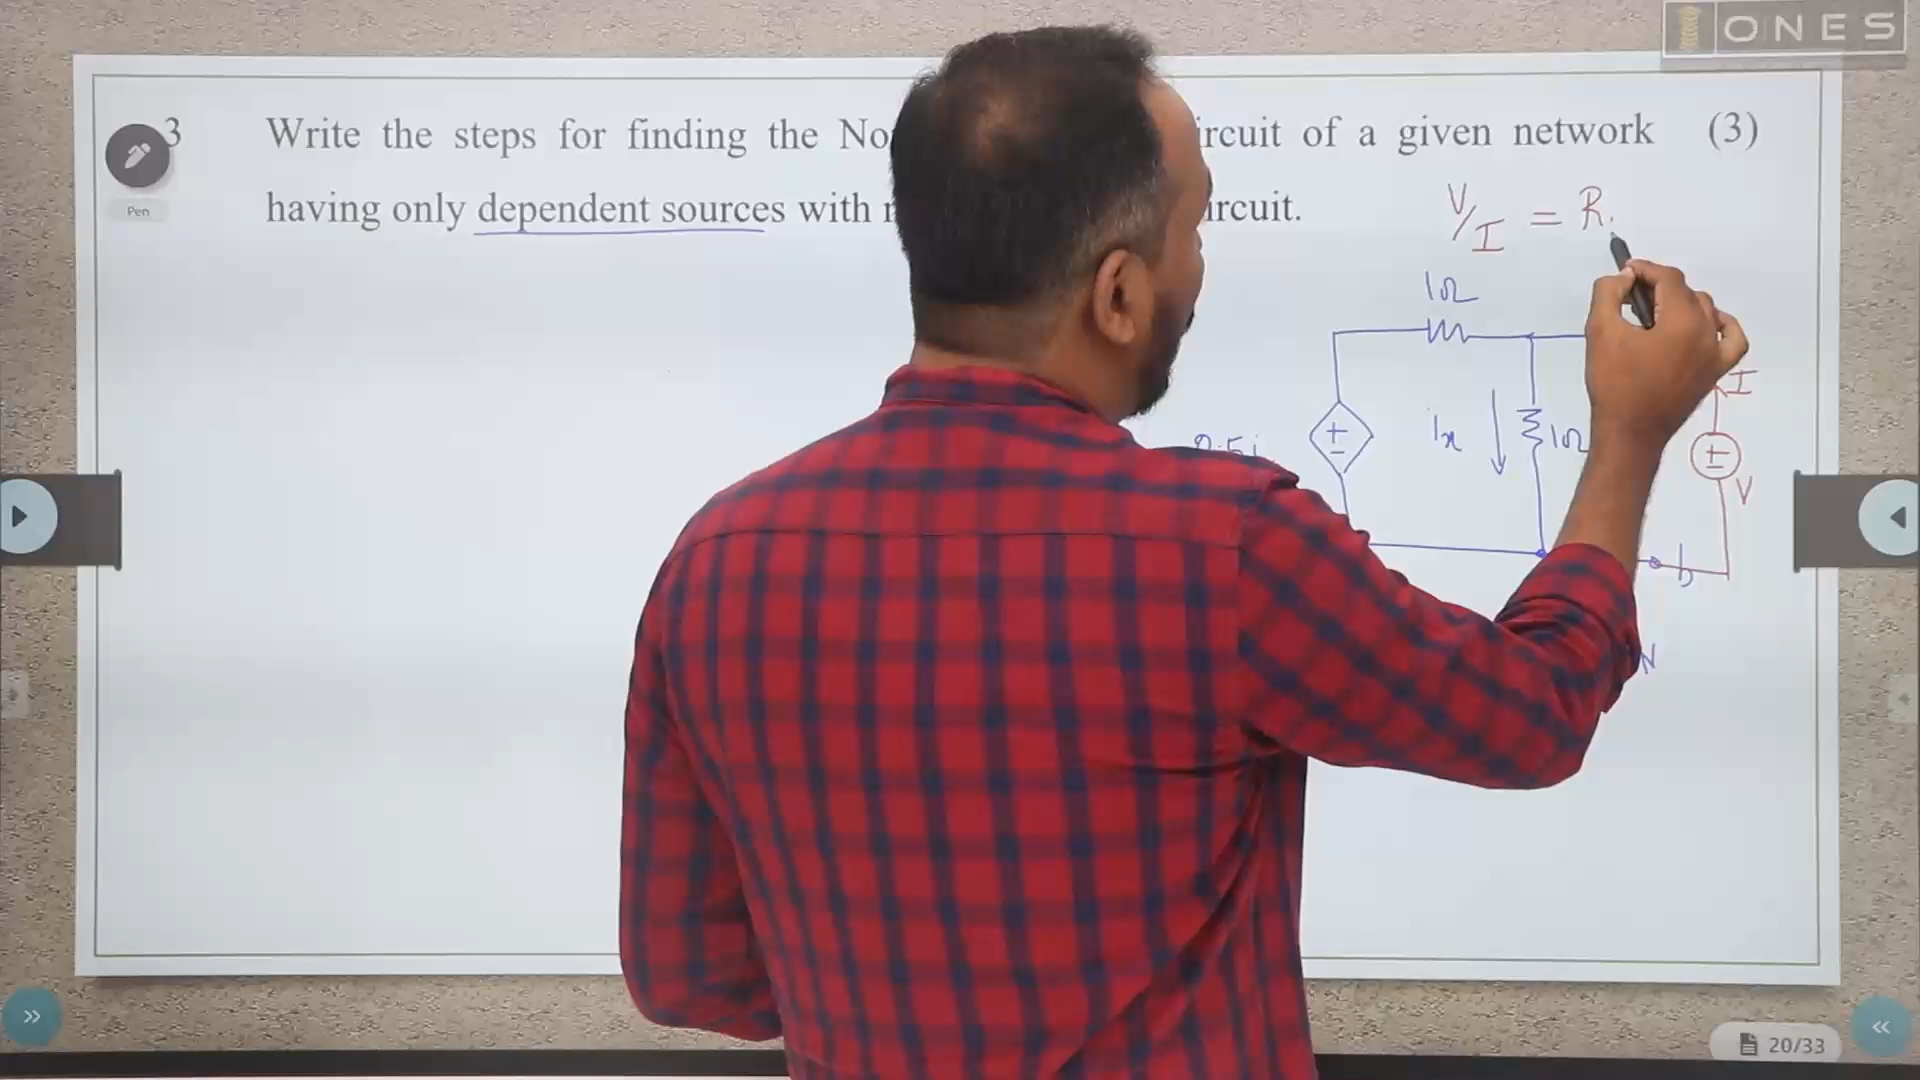 ONES
3 Write the steps for finding the No ircuit of a given network (3)
Pen
having only dependent sources with ircuit.
V/I = R.
1Ω
I
ix
1Ω
+
-
+
-
V
b
N
20/33